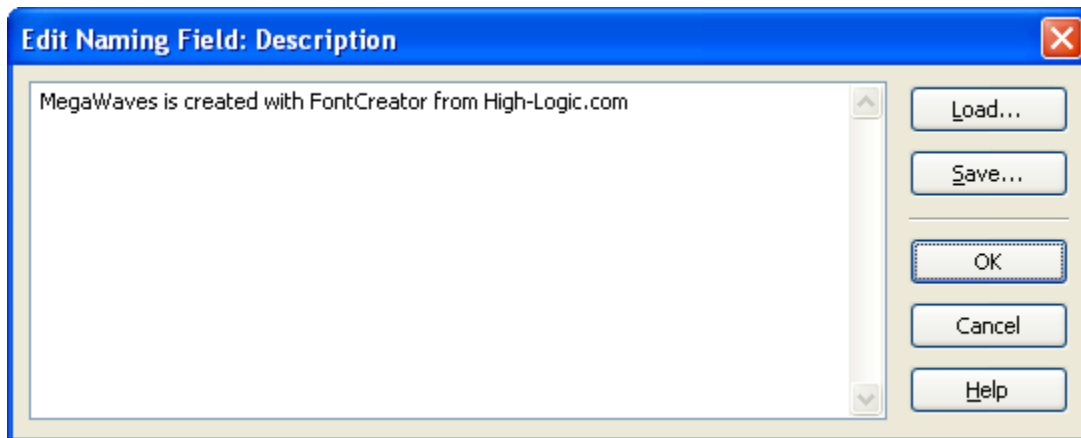 Edit Naming Field: Description
MegaWaves is created with FontCreator from High-Logic.com
Load...
Save...
OK
Cancel
Help